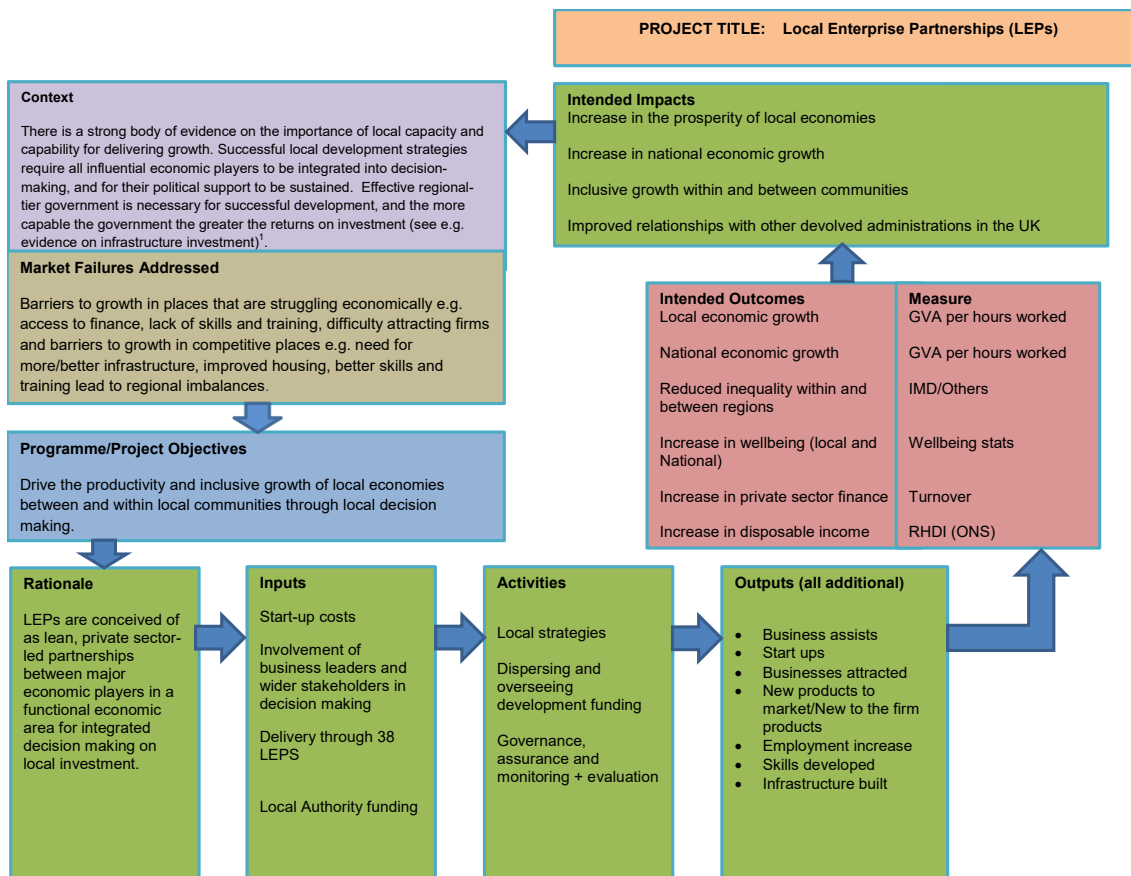 PROJECT TITLE: Local Enterprise Partnerships (LEPs)
Context
There is a strong body of evidence on the importance of local capacity and
capability for delivering growth. Successful local development strategies
require all influential economic players to be integrated into decision-
making, and for their political support to be sustained. Effective regional-
tier government is necessary for successful development, and the more
capable the government the greater the returns on investment (see e.g.
evidence on infrastructure investment)¹.
Intended Impacts
Increase in the prosperity of local economies
Increase in national economic growth
Inclusive growth within and between communities
Improved relationships with other devolved administrations in the UK
Market Failures Addressed
Barriers to growth in places that are struggling economically e.g.
access to finance, lack of skills and training, difficulty attracting firms
and barriers to growth in competitive places e.g. need for
more/better infrastructure, improved housing, better skills and
training lead to regional imbalances.
Intended Outcomes
Local economic growth
National economic growth
Reduced inequality within and
between regions
Increase in wellbeing (local and
National)
Increase in private sector finance
Increase in disposable income
Measure
GVA per hours worked
GVA per hours worked
IMD/Others
Wellbeing stats
Turnover
RHDI (ONS)
Programme/Project Objectives
Drive the productivity and inclusive growth of local economies
between and within local communities through local decision
making.
Rationale
LEPs are conceived of
as lean, private sector-
led partnerships
between major
economic players in a
functional economic
area for integrated
decision making on
local investment.
Inputs
Start-up costs
Involvement of
business leaders and
wider stakeholders in
decision making
Delivery through 38
LEPS
Local Authority funding
Activities
Local strategies
Dispersing and
overseeing
development funding
Governance,
assurance and
monitoring + evaluation
Outputs (all additional)
• Business assists
• Start ups
• Businesses attracted
• New products to
market/New to the firm
products
• Employment increase
• Skills developed
• Infrastructure built